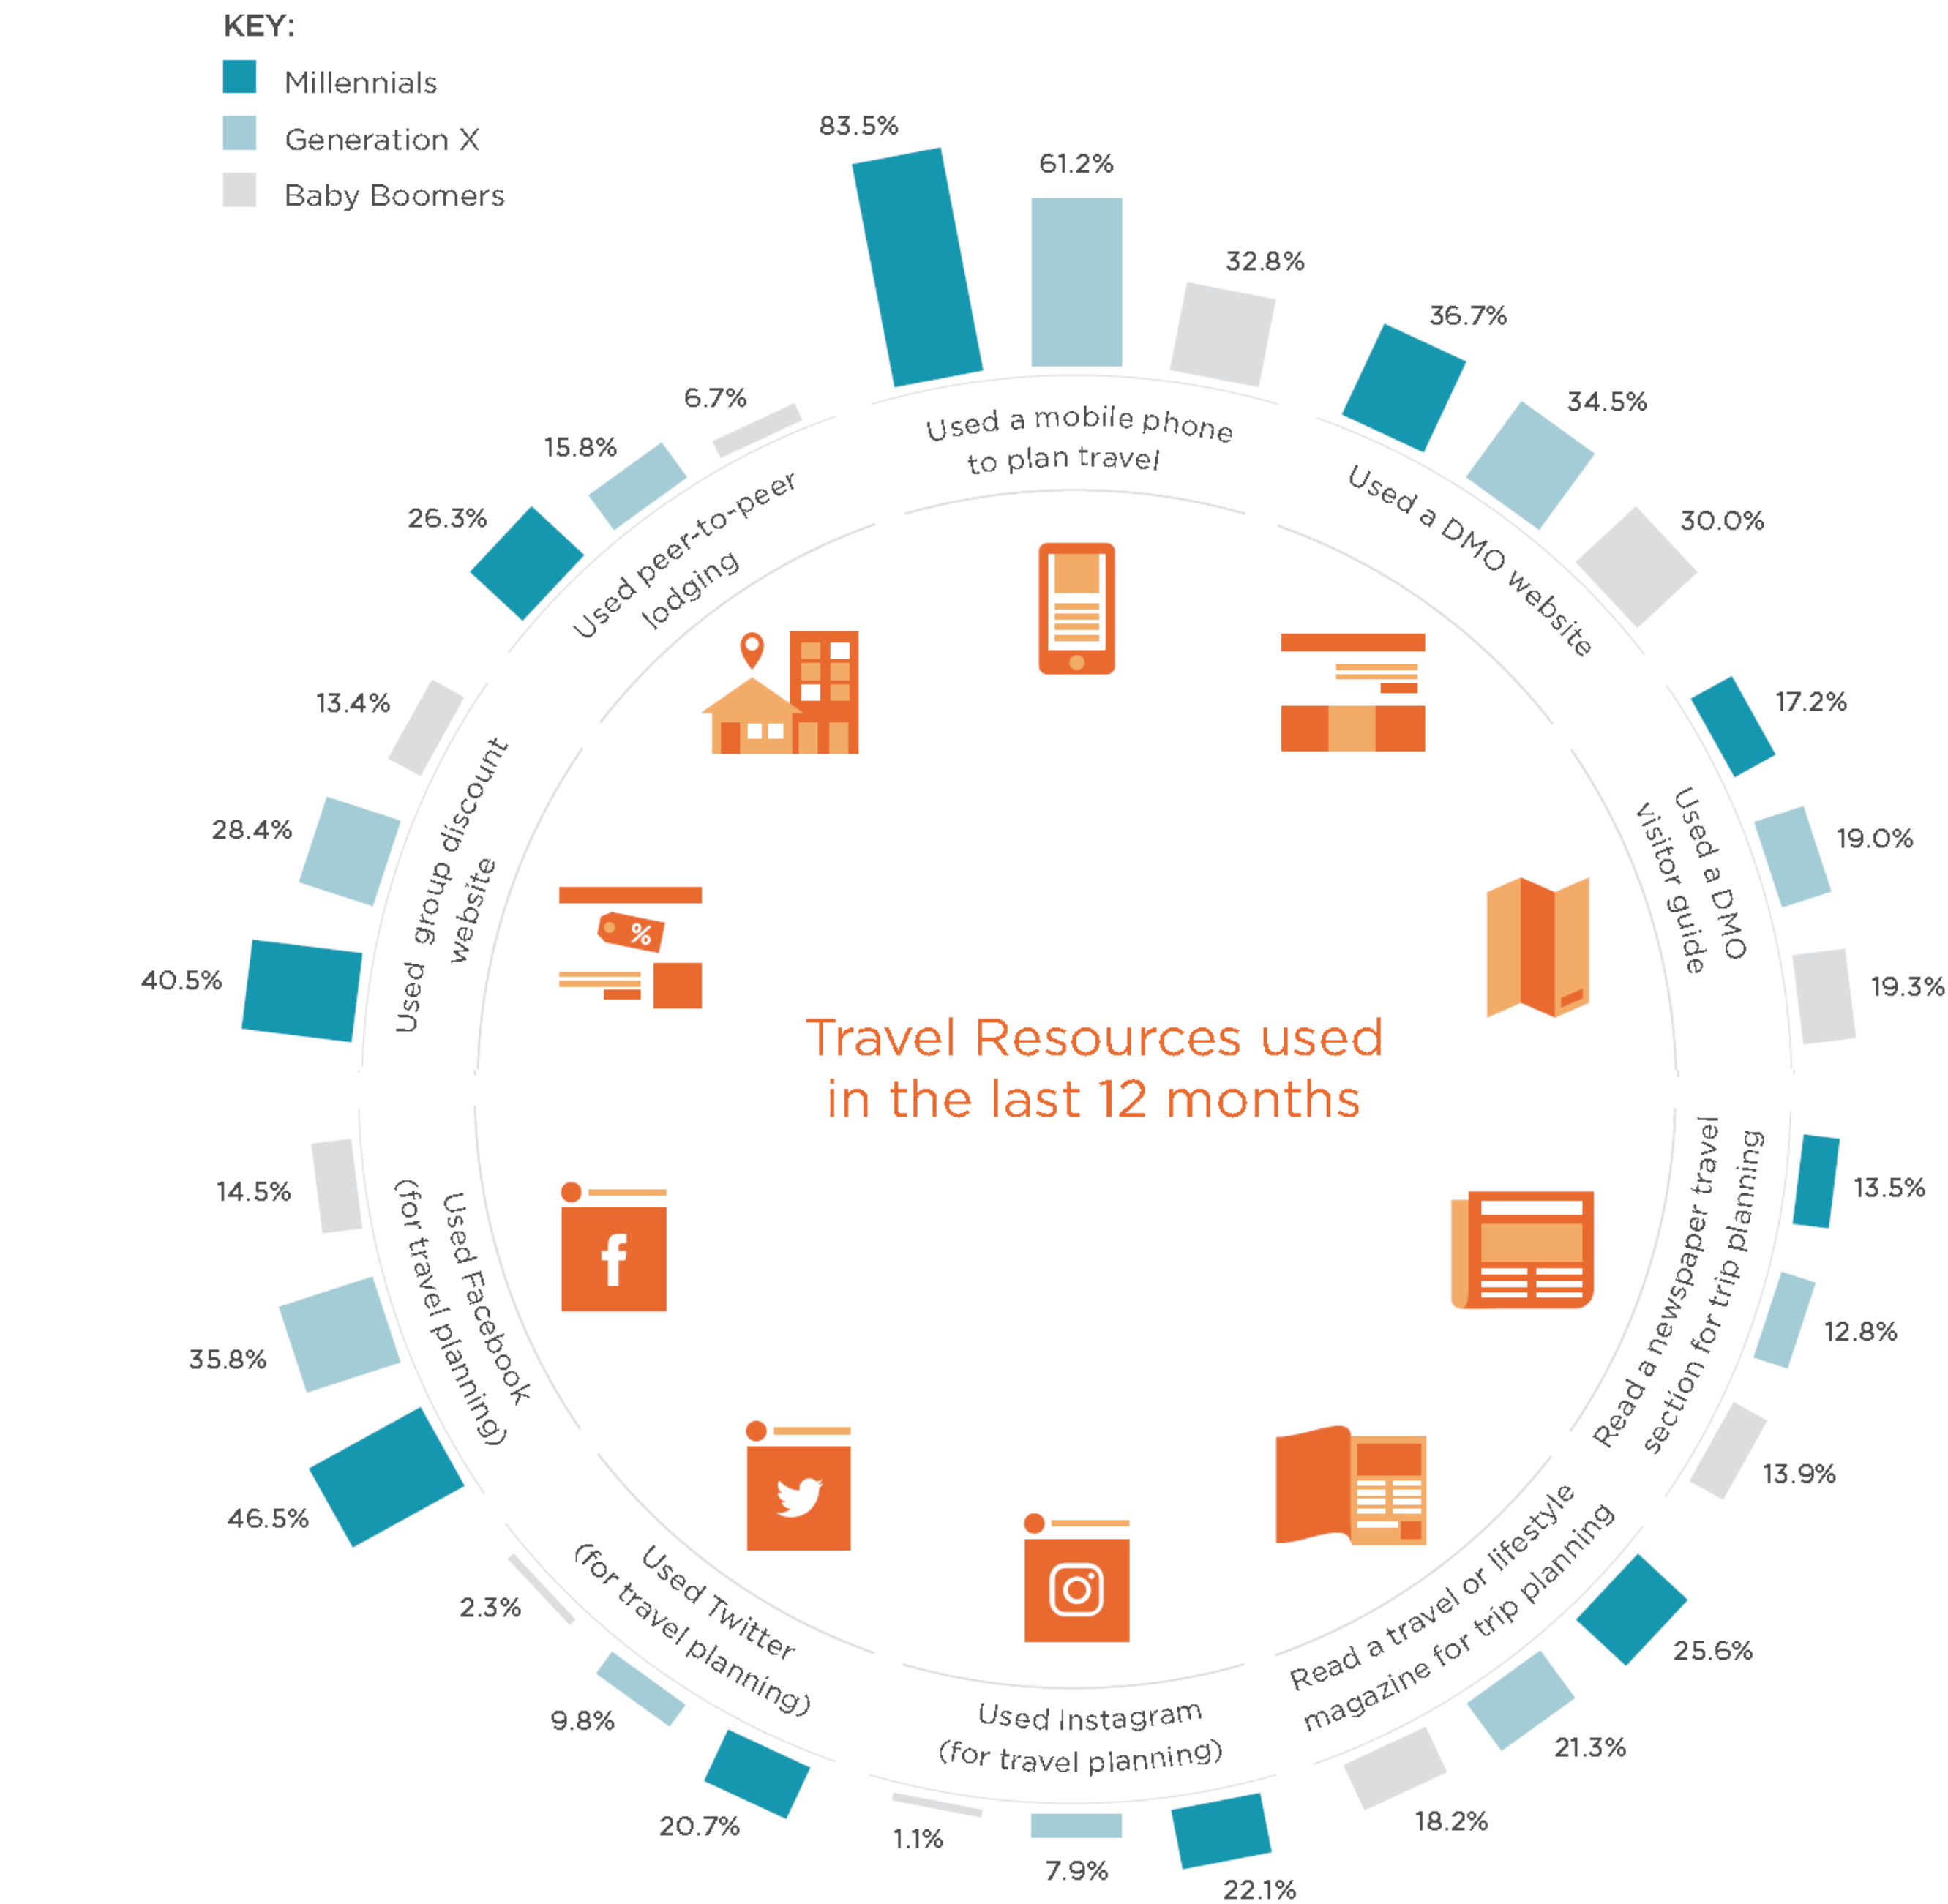 KEY:
Millennials
Generation X
Baby Boomers
83.5%
61.2%
32.8%
Used a mobile phone
to plan travel
36.7%
34.5%
30.0%
Used a DMO website
17.2%
19.0%
19.3%
Used a DMO
visitor guide
13.5%
12.8%
13.9%
Read a newspaper travel
section for trip planning
25.6%
21.3%
18.2%
Read a travel or lifestyle
magazine for trip planning
22.1%
7.9%
1.1%
Used Instagram
(for travel planning)
20.7%
9.8%
2.3%
Used Twitter
(for travel planning)
46.5%
35.8%
14.5%
Used Facebook
(for travel planning)
40.5%
28.4%
13.4%
Used group discount
website
%
26.3%
15.8%
6.7%
Used peer-to-peer
lodging
Travel Resources used
in the last 12 months
f